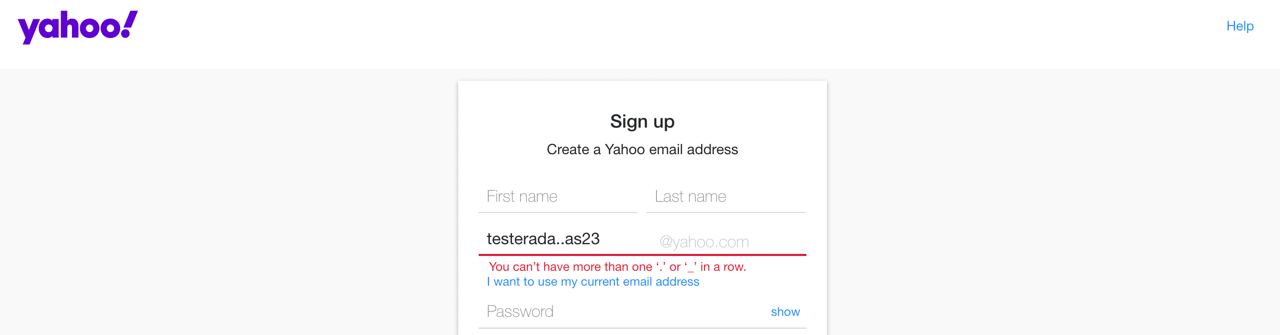 yahoo!
Help
Sign up
Create a Yahoo email address
First name
Last name
testerada..as23 @yahoo.com
You can’t have more than one ‘.’ or ‘_’ in a row.
I want to use my current email address
Password show